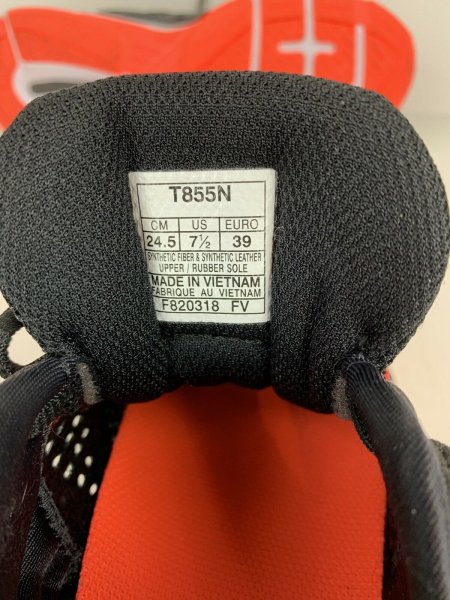 T855N
CM US EURO
24.5 7½ 39
SYNTHETIC FIBER & SYNTHETIC LEATHER
UPPER / RUBBER SOLE
MADE IN VIETNAM
FABRIQUE AU VIETNAM
F820318 FV